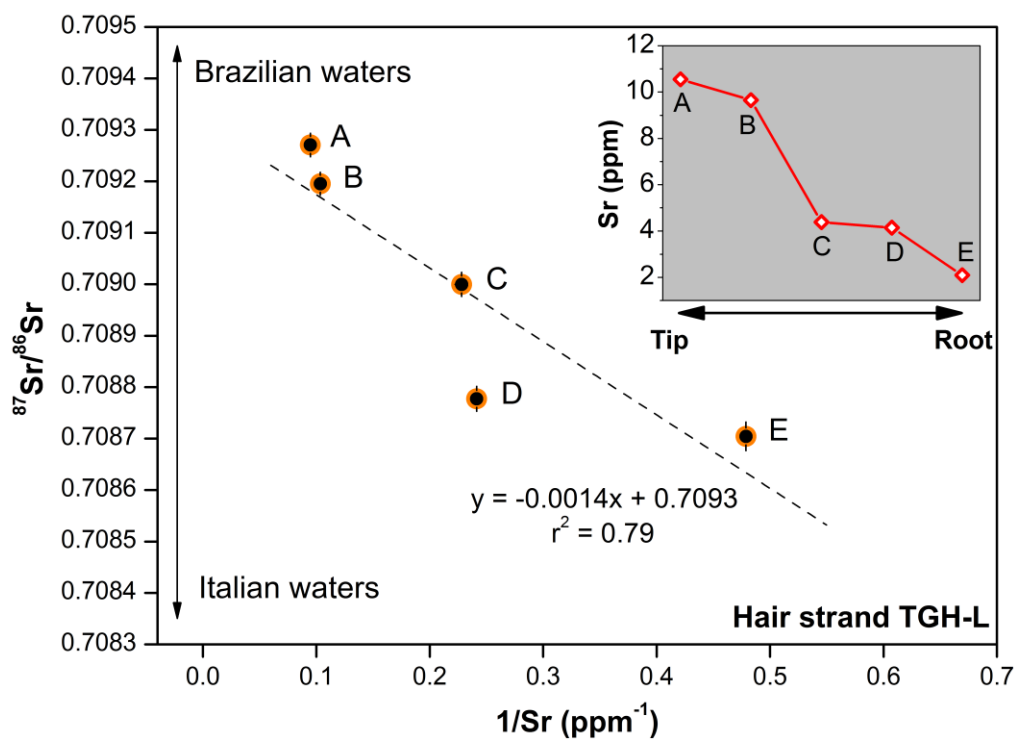 0.7095
0.7094
0.7093
0.7092
0.7091
0.7090
0.7089
0.7088
0.7087
0.7086
0.7085
0.7084
0.7083
⁸⁷Sr/⁸⁶Sr
Brazilian waters
A
B
C
D
E
y = -0.0014x + 0.7093
r² = 0.79
Italian waters
Hair strand TGH-L
0.0 0.1 0.2 0.3 0.4 0.5 0.6 0.7
1/Sr (ppm⁻¹)
12
10
8
6
4
2
Sr (ppm)
A
B
C
D
E
Tip Root